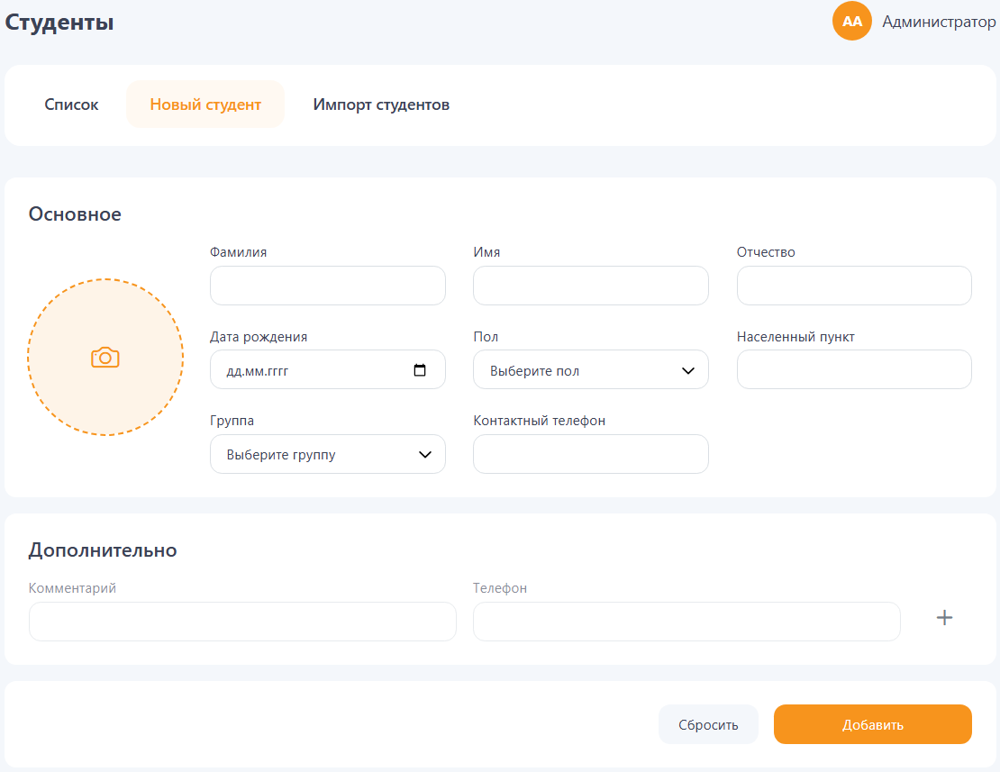 Студенты
АА Администратор
Список Новый студент Импорт студентов
Основное
Фамилия Имя Отчество
Дата рождения Пол Населенный пункт
дд.мм.гггг Выберите пол
Группа Контактный телефон
Выберите группу
Дополнительно
Комментарий Телефон
Сбросить Добавить